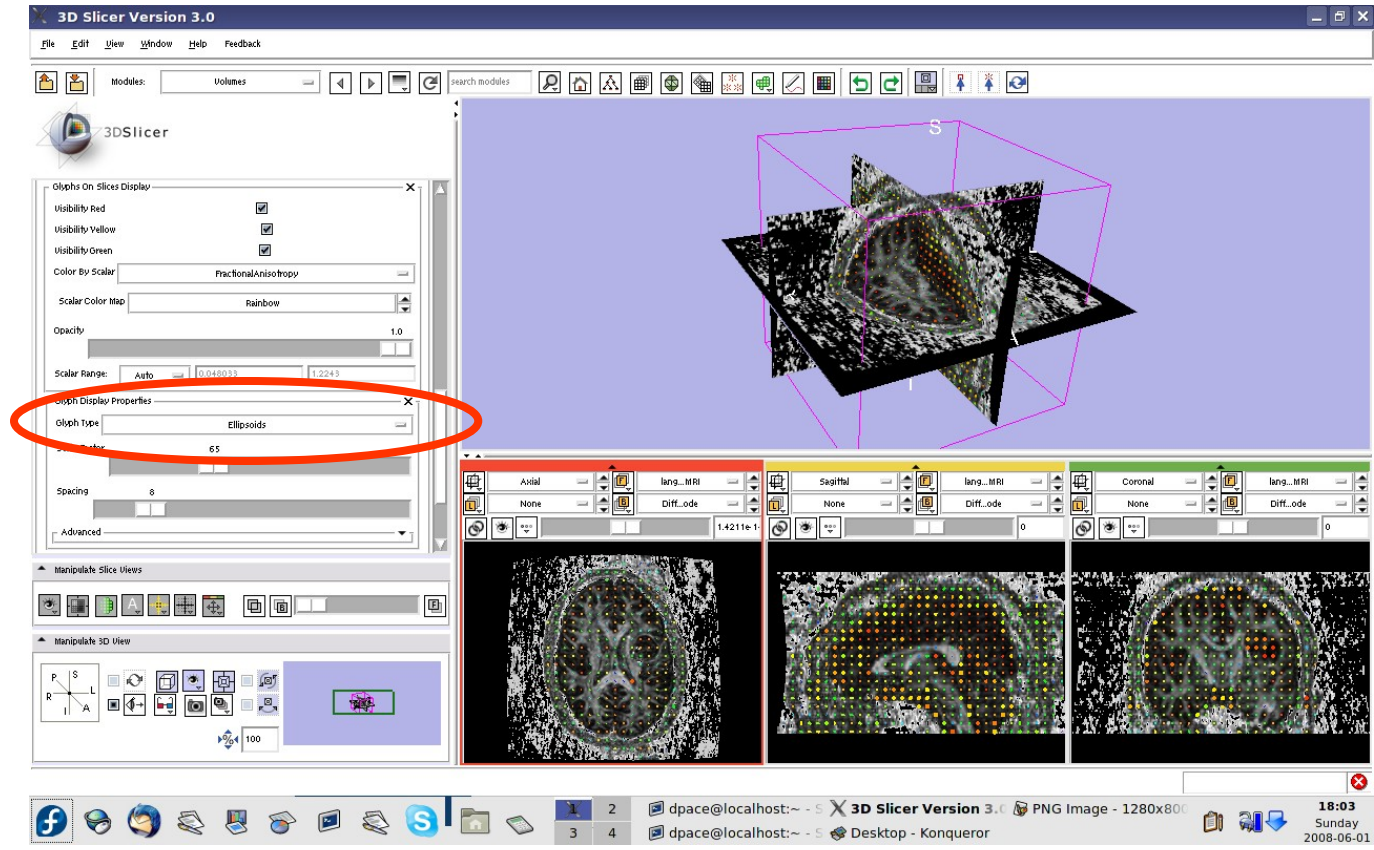 3D Slicer Version 3.0
File Edit View Window Help Feedback
Modules: Volumes search modules
3DSlicer
Glyphs On Slices Display
Visibility Red
Visibility Yellow
Visibility Green
Color By Scalar FractionalAnisotropy
Scalar Color Map Rainbow
Opacity 1.0
Scalar Range: Auto 0.048033 1.2243
Glyph Display Properties
Glyph Type Ellipsoids
65
Spacing 8
Advanced
Manipulate Slice Views
Manipulate 3D View
P S
R L
I A
100
S
A
I
Axial lang...MRI
None Diff...ode
1.4211e-1
Sagittal lang...MRI
None Diff...ode
0
Coronal lang...MRI
None Diff...ode
0
1 2
3 4
dpace@localhost:~ - S
dpace@localhost:~ - S
3D Slicer Version 3.0
Desktop - Konqueror
PNG Image - 1280x800
18:03
Sunday
2008-06-01